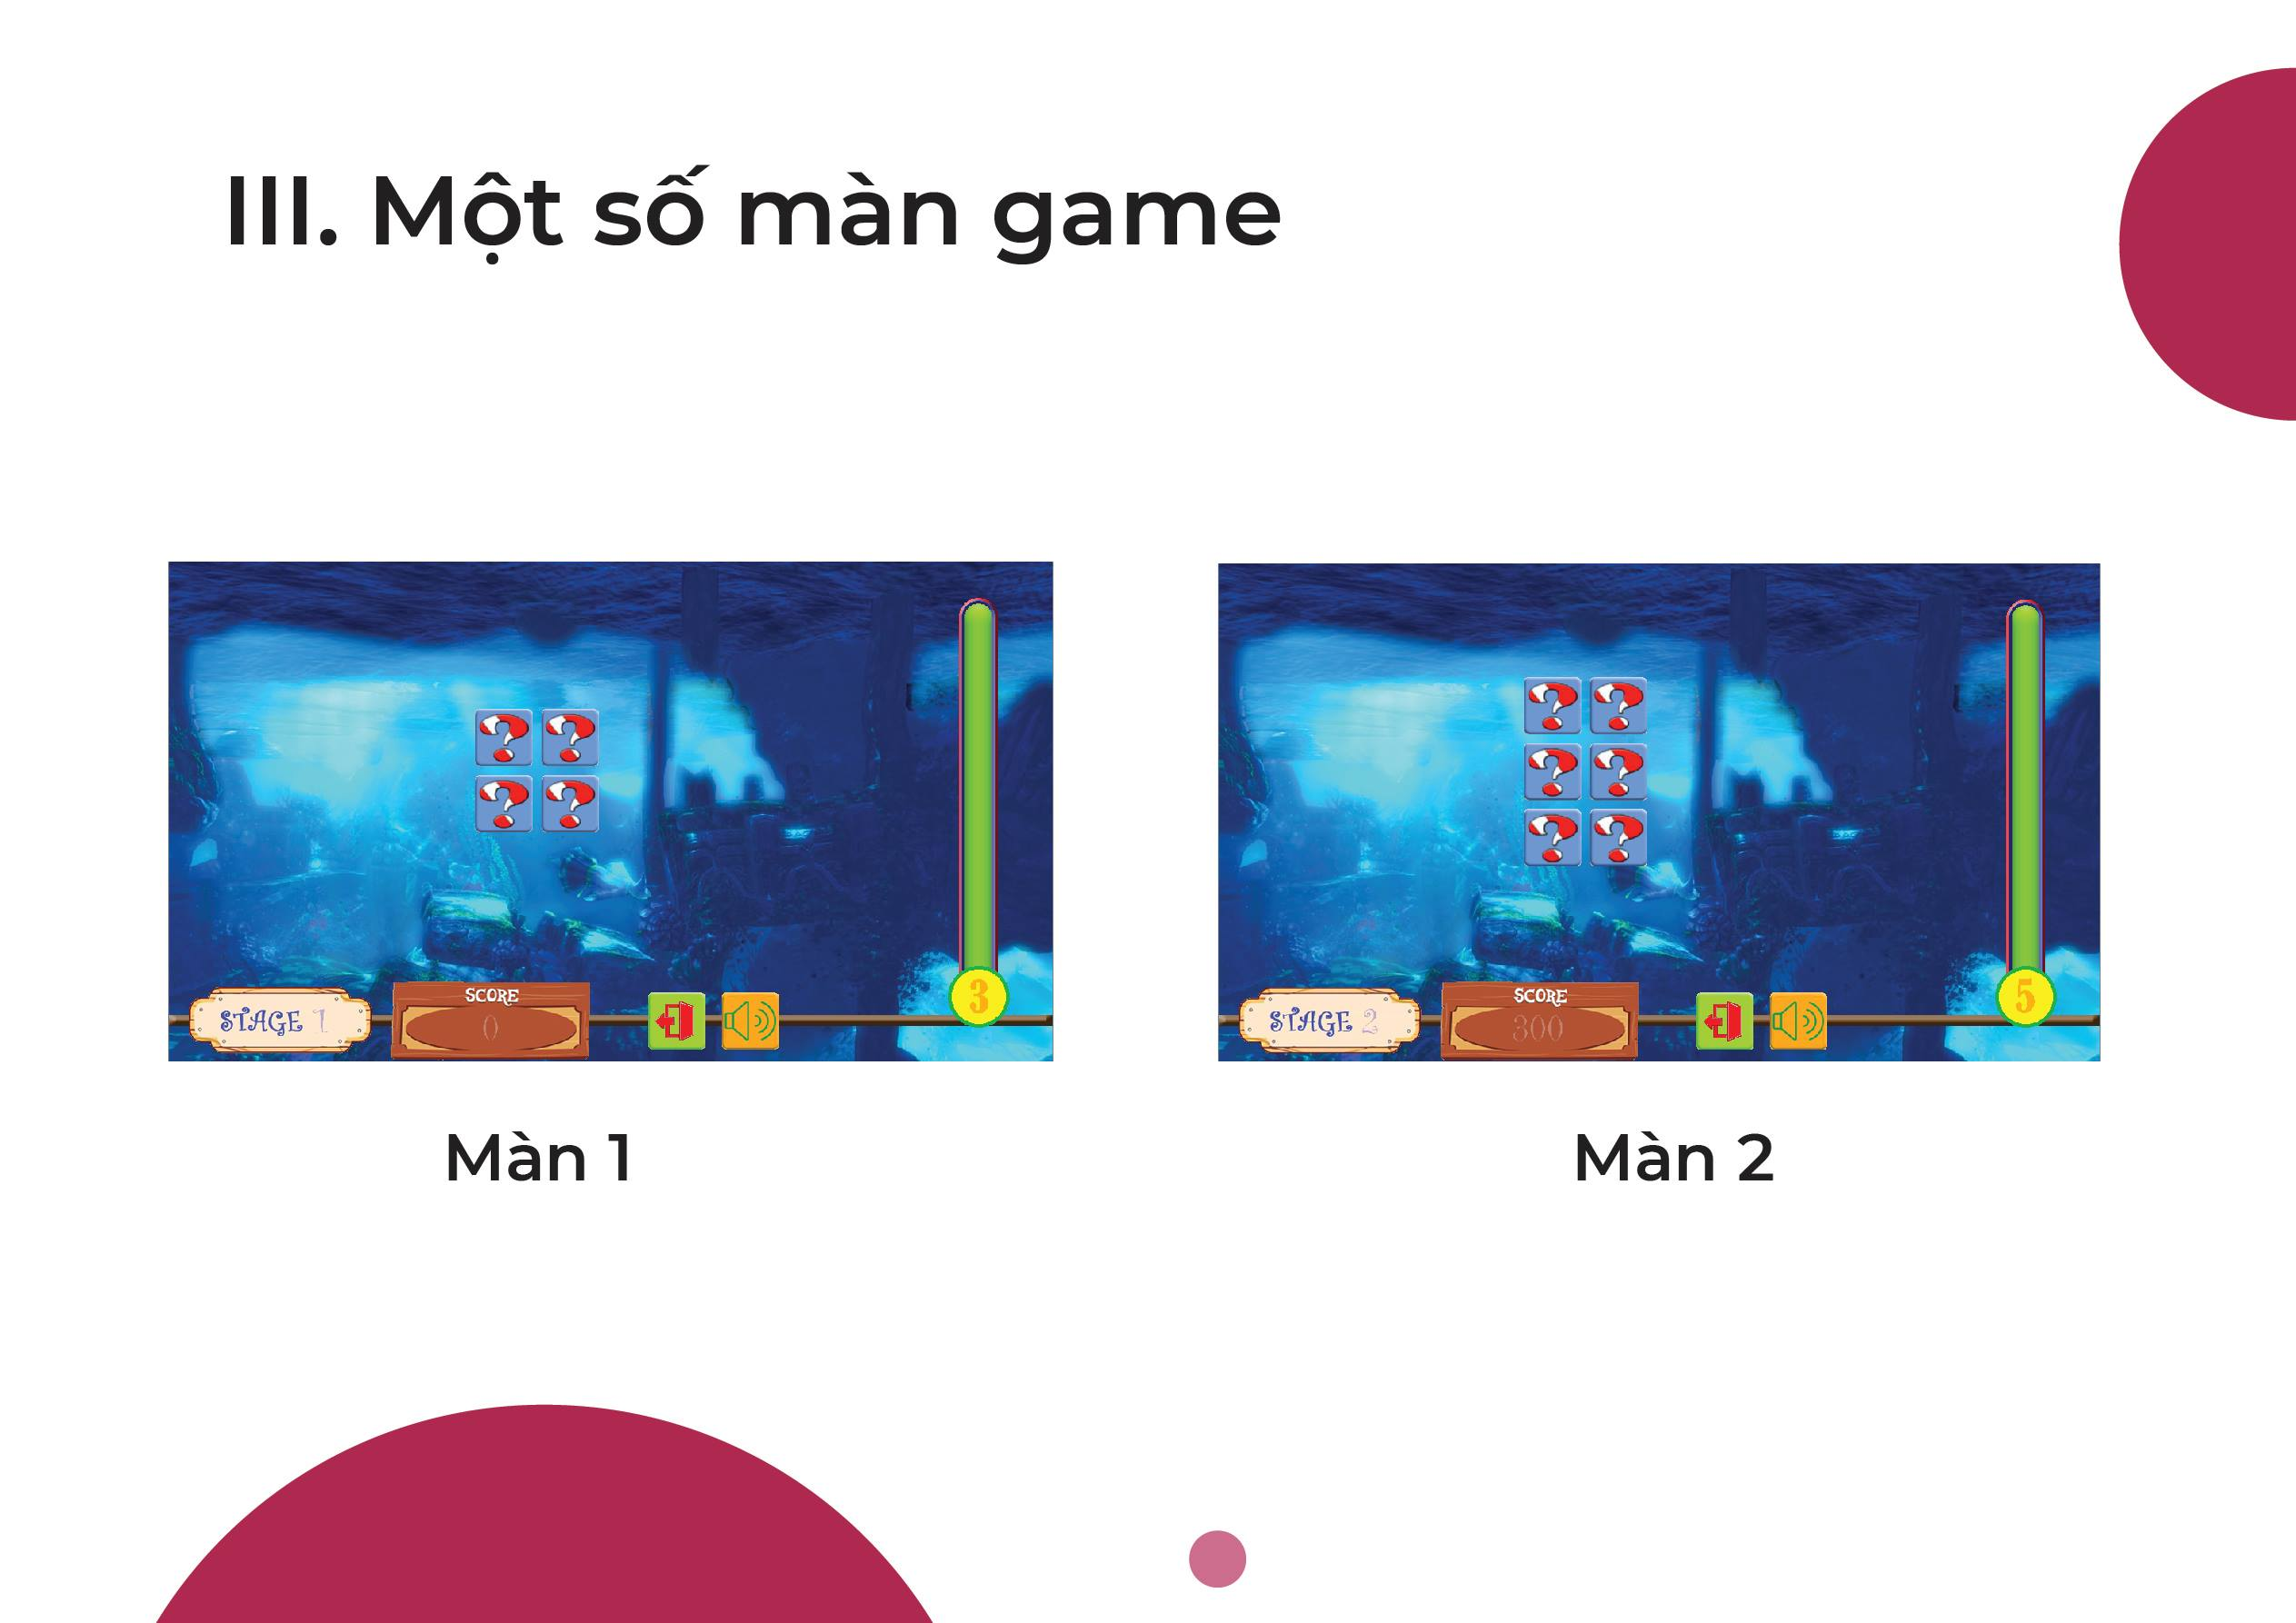 III. Một số màn game
? ?
? ?
3
STAGE 1
SCORE
0
? ?
? ?
? ?
5
STAGE 2
SCORE
300
Màn 1
Màn 2